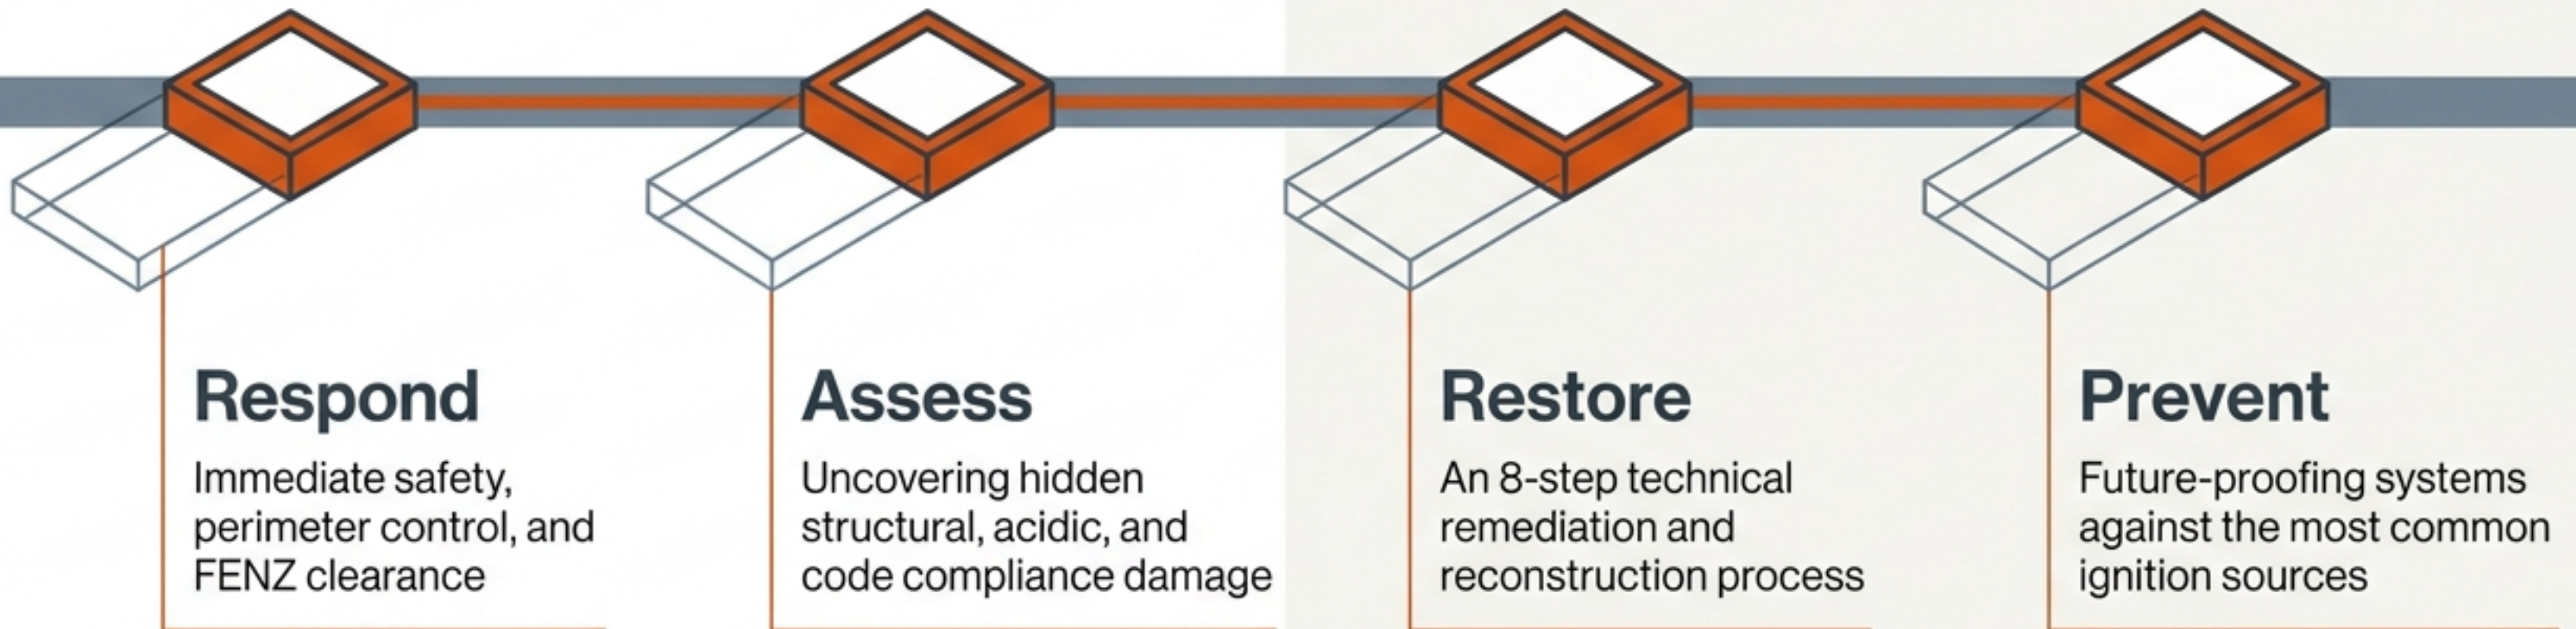 Respond
Immediate safety,
perimeter control, and
FENZ clearance
Assess
Uncovering hidden
structural, acidic, and
code compliance damage
Restore
An 8-step technical
remediation and
reconstruction process
Prevent
Future-proofing systems
against the most common
ignition sources